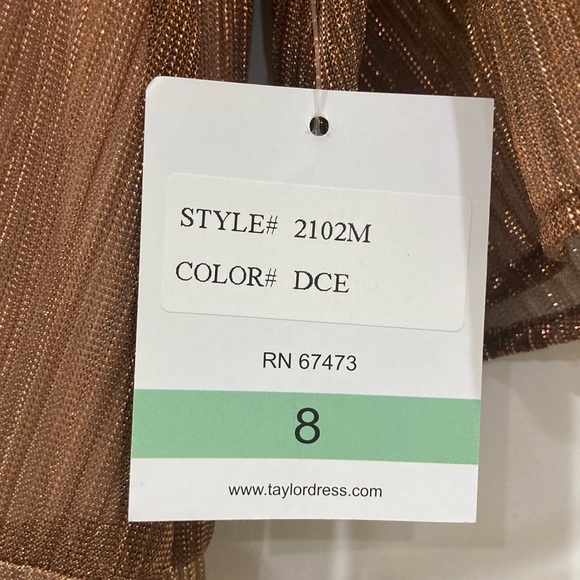 STYLE# 2102M
COLOR# DCE
RN 67473
8
www.taylordress.com